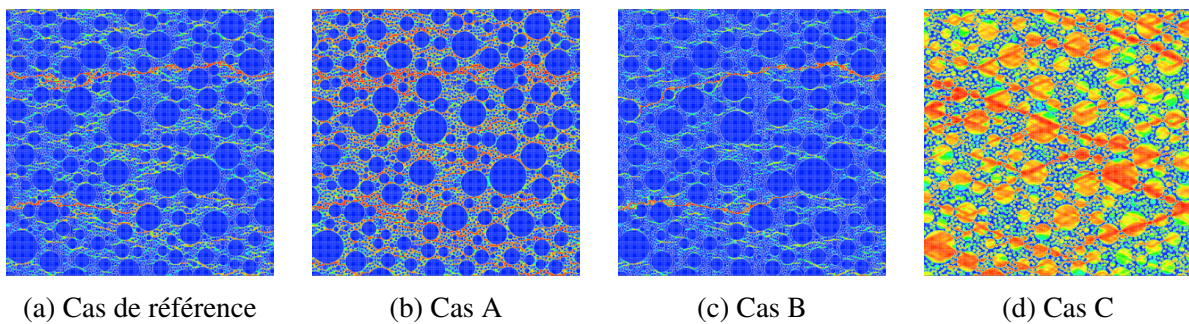 (a) Cas de référence
(b) Cas A
(c) Cas B
(d) Cas C